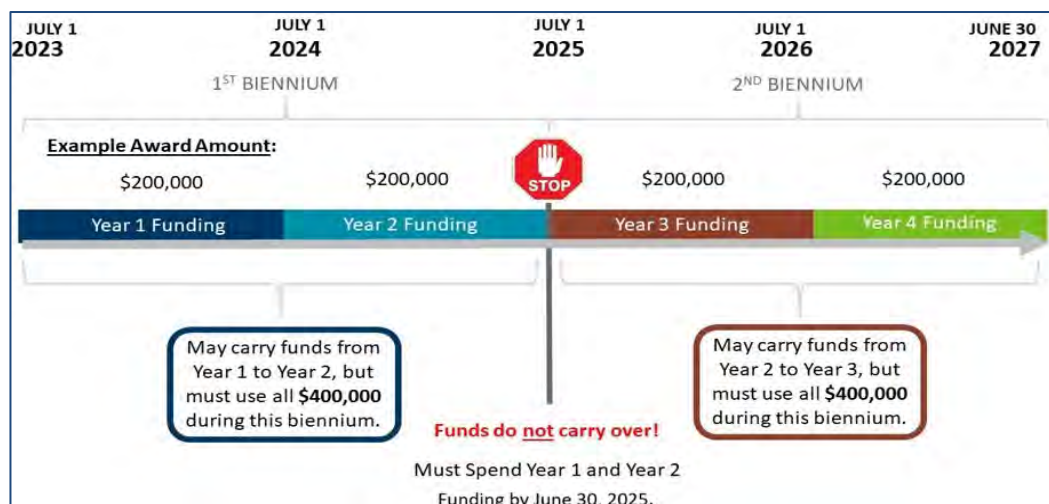 JULY 1
2023
JULY 1
2024
JULY 1
2025
JULY 1
2026
JUNE 30
2027
1ST BIENNIUM
2ND BIENNIUM
Example Award Amount:
$200,000
$200,000
STOP
$200,000
$200,000
Year 1 Funding
Year 2 Funding
Year 3 Funding
Year 4 Funding
May carry funds from
Year 1 to Year 2, but
must use all $400,000
during this biennium.
May carry funds from
Year 2 to Year 3, but
must use all $400,000
during this biennium.
Funds do not carry over!
Must Spend Year 1 and Year 2
Funding by June 30, 2025.